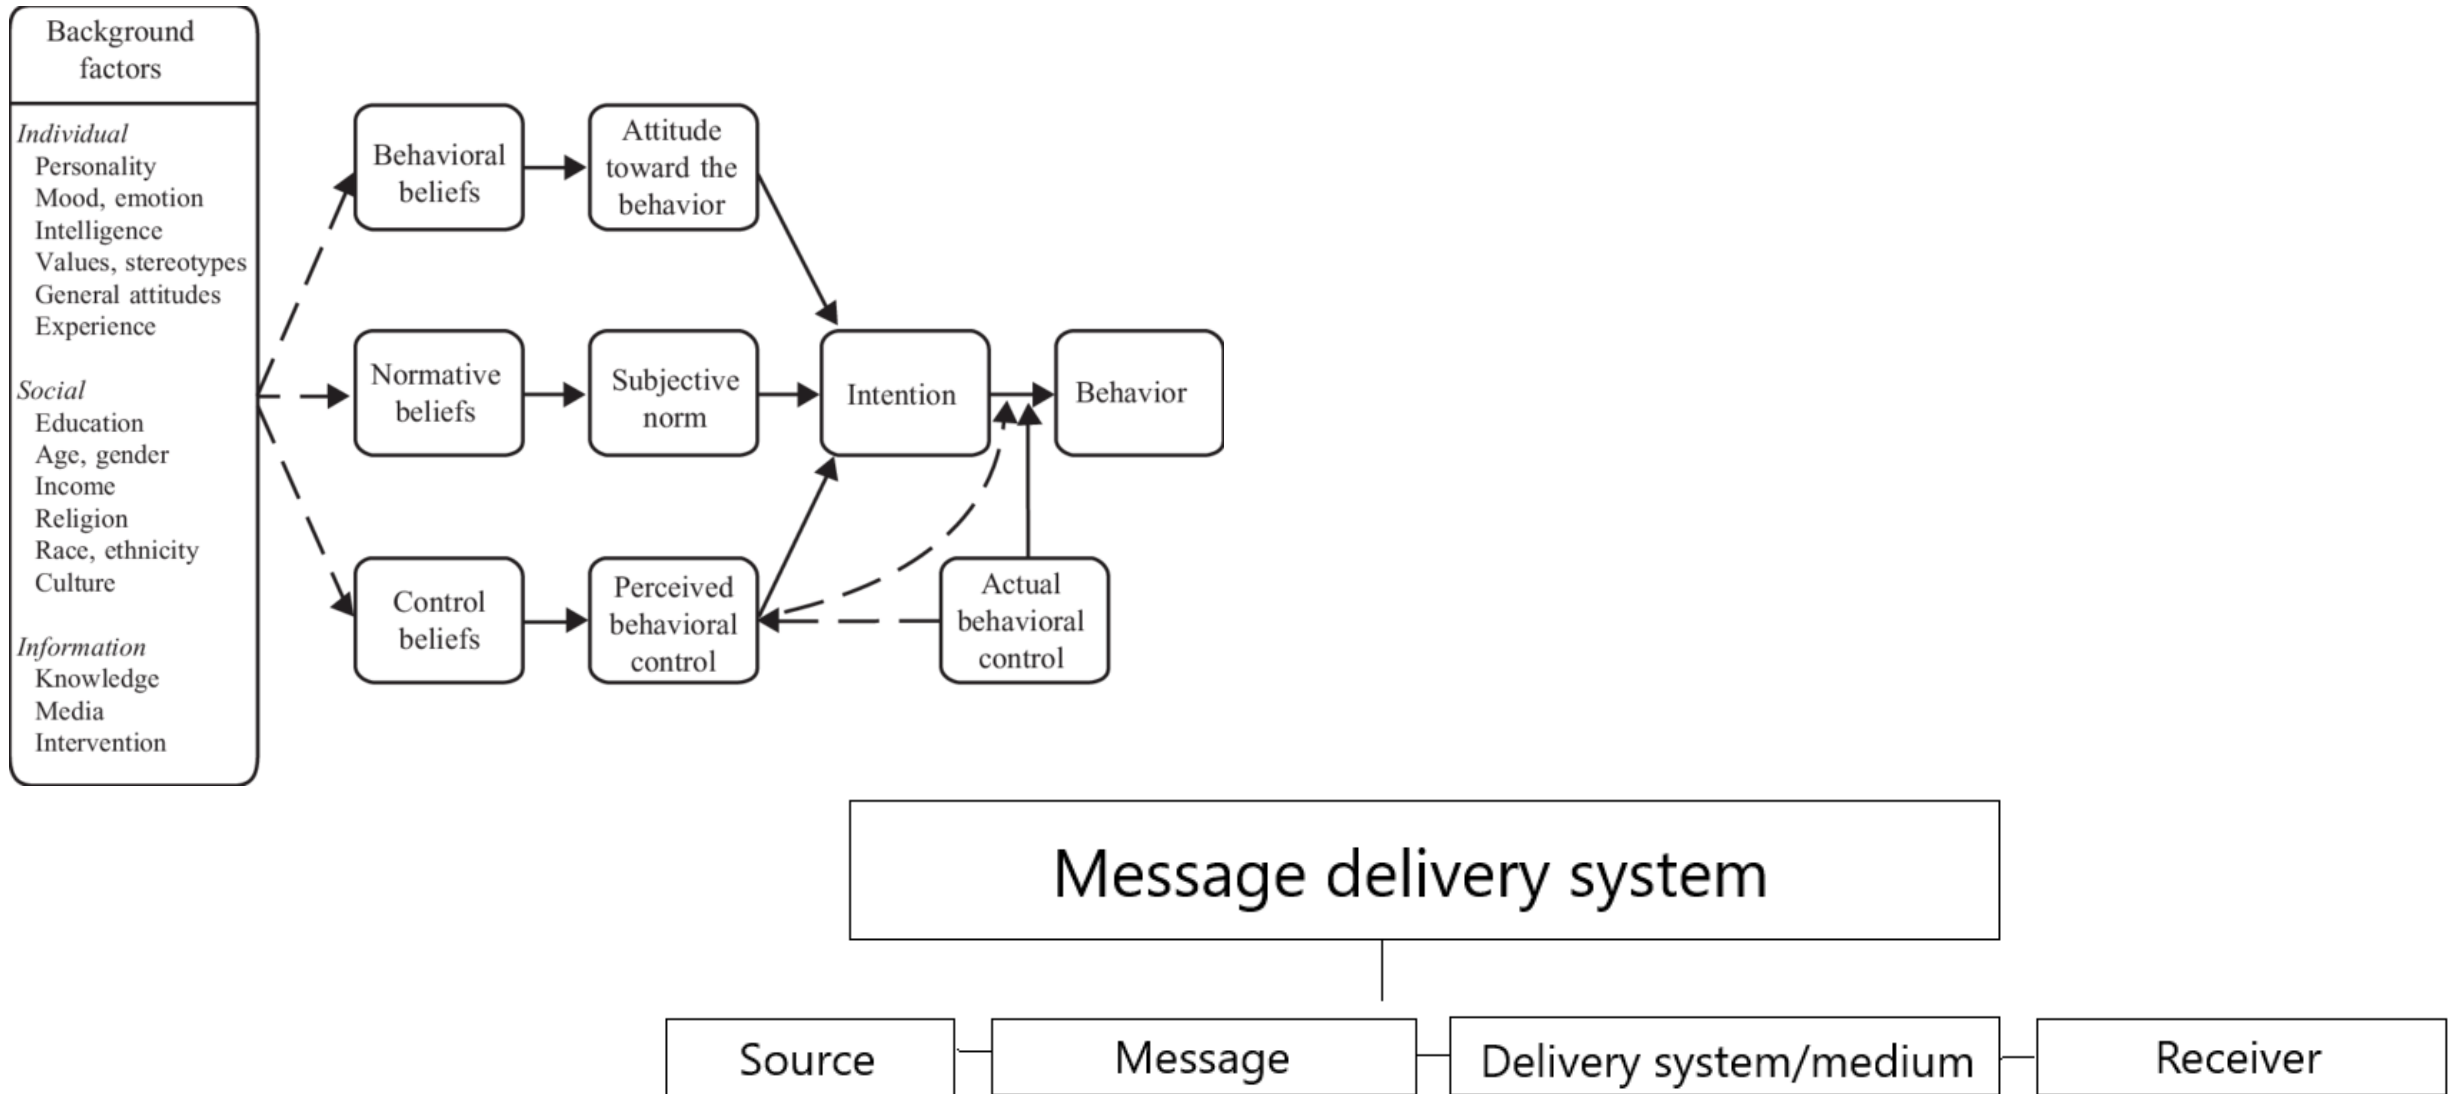 Background
factors
Individual
Personality
Mood, emotion
Intelligence
Values, stereotypes
General attitudes
Experience
Social
Education
Age, gender
Income
Religion
Race, ethnicity
Culture
Information
Knowledge
Media
Intervention
Behavioral
beliefs
Attitude
toward the
behavior
Normative
beliefs
Subjective
norm
Intention
Behavior
Control
beliefs
Perceived
behavioral
control
Actual
behavioral
control
Message delivery system
Source
Message
Delivery system/medium
Receiver